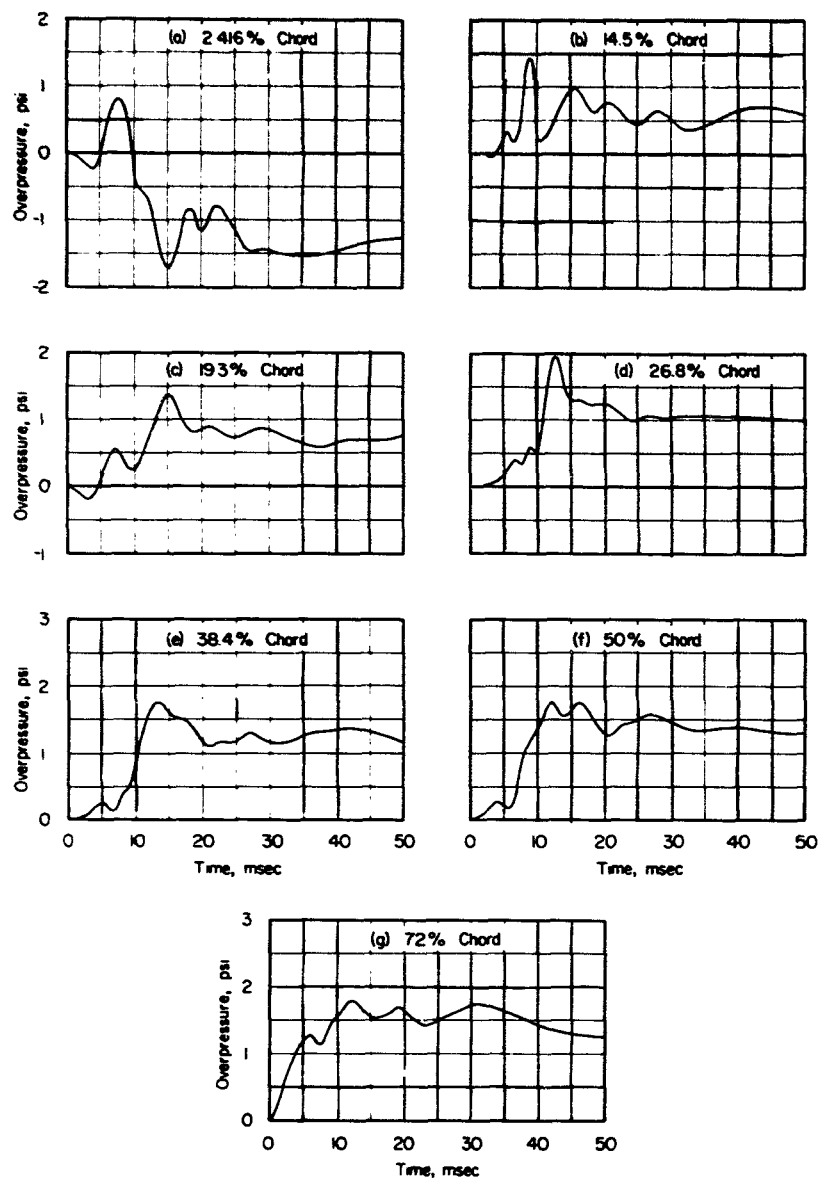 (a) 2 416% Chord
(b) 14.5% Chord
2
1
0
-1
-2
Overpressure, psi
(c) 19.3% Chord
(d) 26.8% Chord
2
1
0
-1
Overpressure, psi
(e) 38.4% Chord
(f) 50% Chord
3
2
1
0
Overpressure, psi
0 10 20 30 40 50
0 10 20 30 40 50
Time, msec
Time, msec
(g) 72% Chord
3
2
1
0
Overpressure, psi
0 10 20 30 40 50
Time, msec